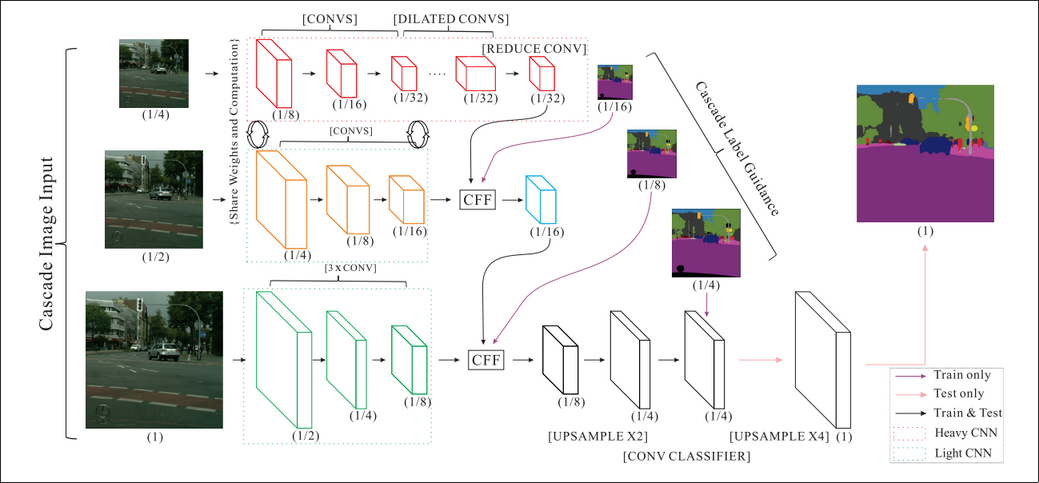 Cascade Image Input
(1/4)
(1/2)
(1)
{Share Weights and Computation}
[CONVS]
[DILATED CONVS]
[REDUCE CONV]
(1/8)
(1/16)
(1/32)
....
(1/32)
(1/32)
[CONVS]
(1/4)
(1/8)
(1/16)
CFF
(1/16)
[3 x CONV]
(1/2)
(1/4)
(1/8)
CFF
(1/8)
(1/4)
(1/4)
(1)
[UPSAMPLE X2]
[CONV CLASSIFIER]
[UPSAMPLE X4]
(1/16)
(1/8)
(1/4)
Cascade Label Guidance
(1)
Train only
Test only
Train & Test
Heavy CNN
Light CNN